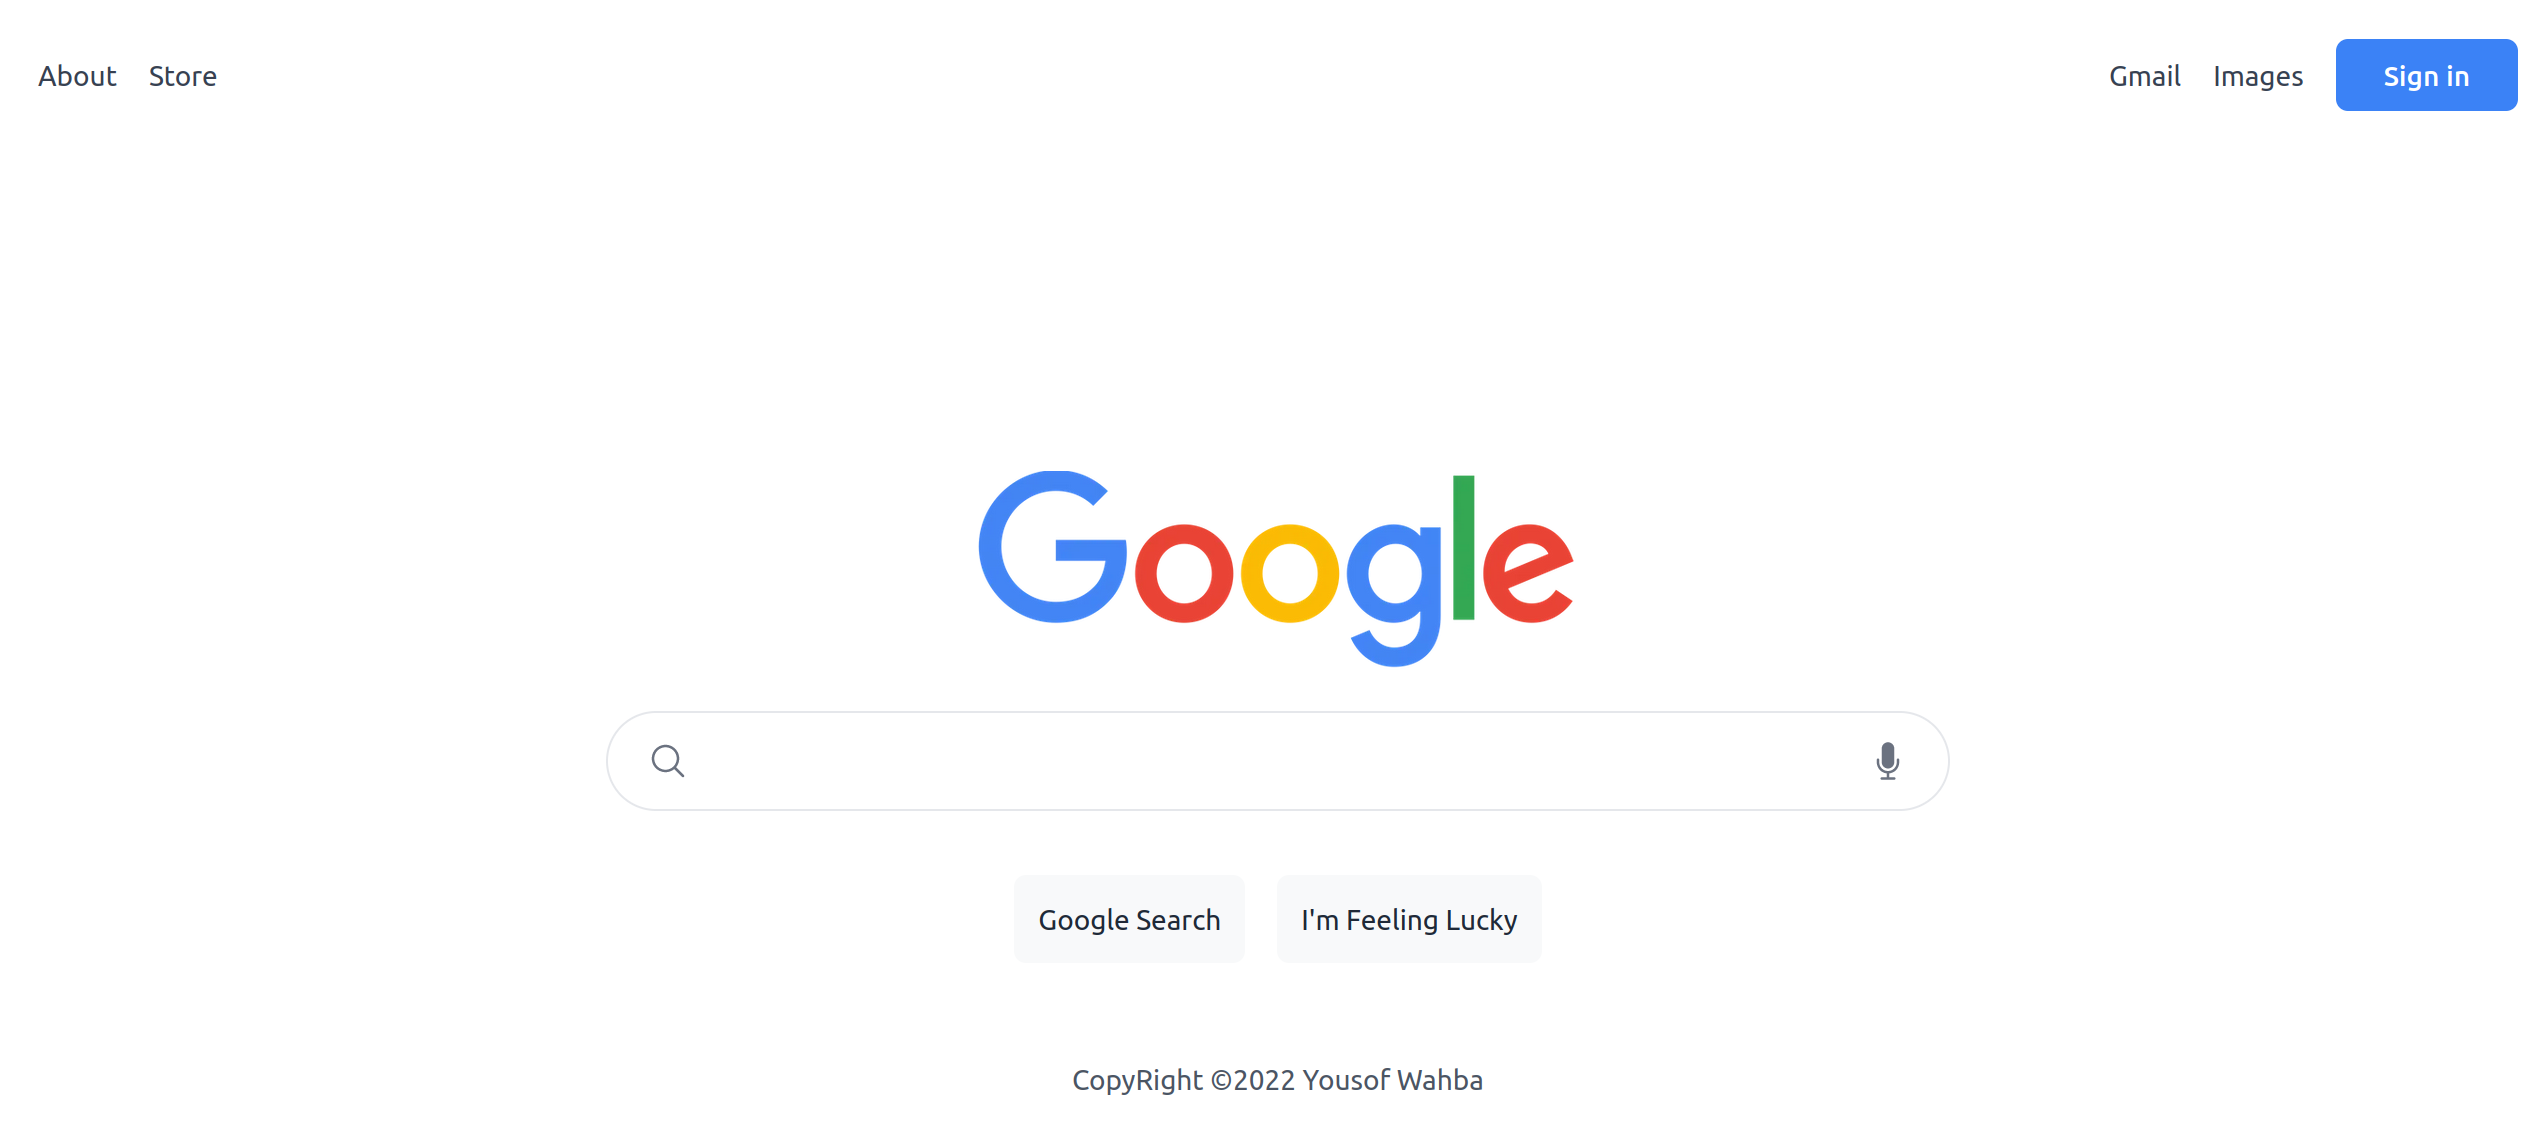 About Store Gmail Images Sign in
Google
Google Search I'm Feeling Lucky
CopyRight ©2022 Yousof Wahba